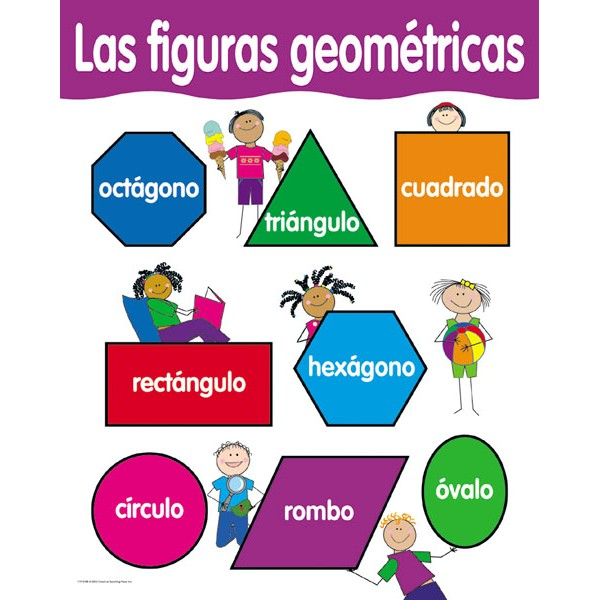 Las figuras geométricas
octágono
triángulo
cuadrado
rectángulo
hexágono
círculo
rombo
óvalo